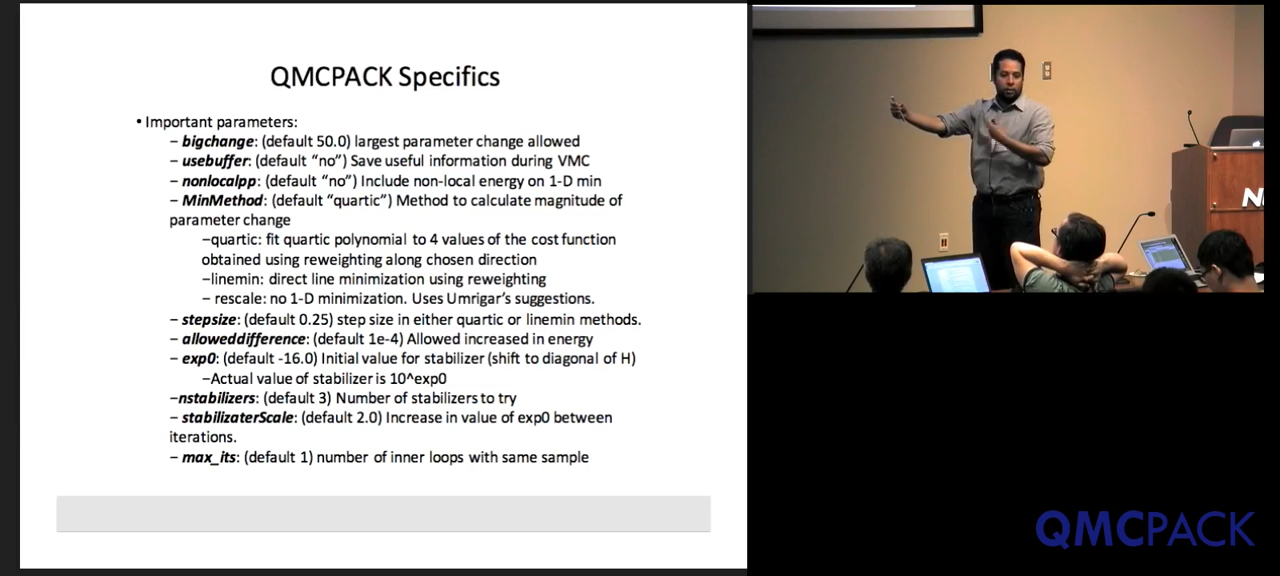 QMCPACK Specifics
• Important parameters:
– bigchange: (default 50.0) largest parameter change allowed
– usebuffer: (default “no”) Save useful information during VMC
– nonlocalpp: (default “no”) Include non-local energy on 1-D min
– MinMethod: (default “quartic”) Method to calculate magnitude of
parameter change
–quartic: fit quartic polynomial to 4 values of the cost function
obtained using reweighting along chosen direction
–linemin: direct line minimization using reweighting
– rescale: no 1-D minimization. Uses Umrigar’s suggestions.
– stepsize: (default 0.25) step size in either quartic or linemin methods.
– alloweddifference: (default 1e-4) Allowed increased in energy
– exp0: (default -16.0) Initial value for stabilizer (shift to diagonal of H)
–Actual value of stabilizer is 10^exp0
–nstabilizers: (default 3) Number of stabilizers to try
– stabilizaterScale: (default 2.0) Increase in value of exp0 between
iterations.
– max_its: (default 1) number of inner loops with same sample
QMCPACK